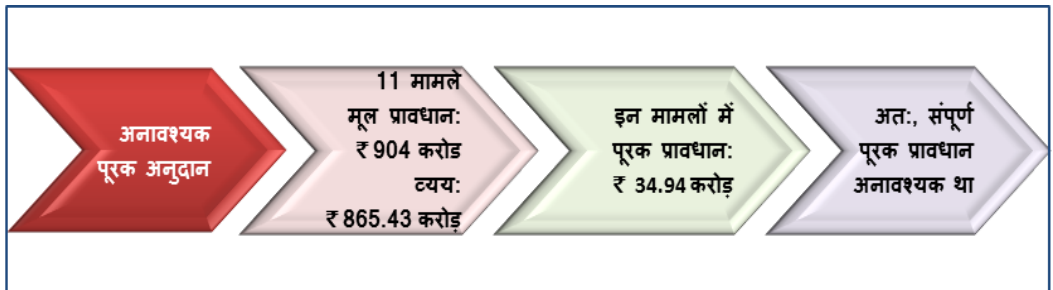 अनावश्यक
पूरक अनुदान
11 मामले
मूल प्रावधान:
₹ 904 करोड
व्यय:
₹ 865.43 करोड़
इन मामलों में
पूरक प्रावधान:
₹ 34.94 करोड़
अत:, संपूर्ण
पूरक प्रावधान
अनावश्यक था